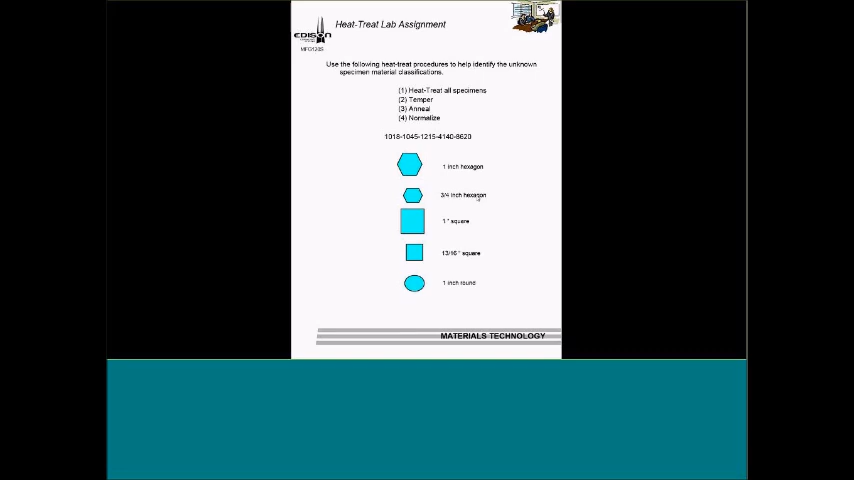 Heat-Treat Lab Assignment
EDISON
Use the following heat-treat procedures to help identify the unknown
specimen material classifications.
(1) Heat-Treat all specimens
(2) Temper
(3) Anneal
(4) Normalize
1018-1045-1215-4140-8620
1 inch hexagon
3/4 inch hexagon
1 " square
13/16 " square
1 inch round
MATERIALS TECHNOLOGY